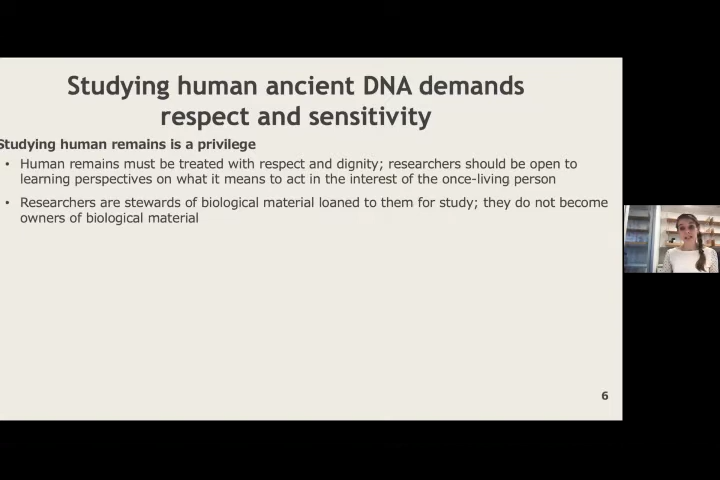 Studying human ancient DNA demands
respect and sensitivity
Studying human remains is a privilege
• Human remains must be treated with respect and dignity; researchers should be open to
learning perspectives on what it means to act in the interest of the once-living person
• Researchers are stewards of biological material loaned to them for study; they do not become
owners of biological material
6